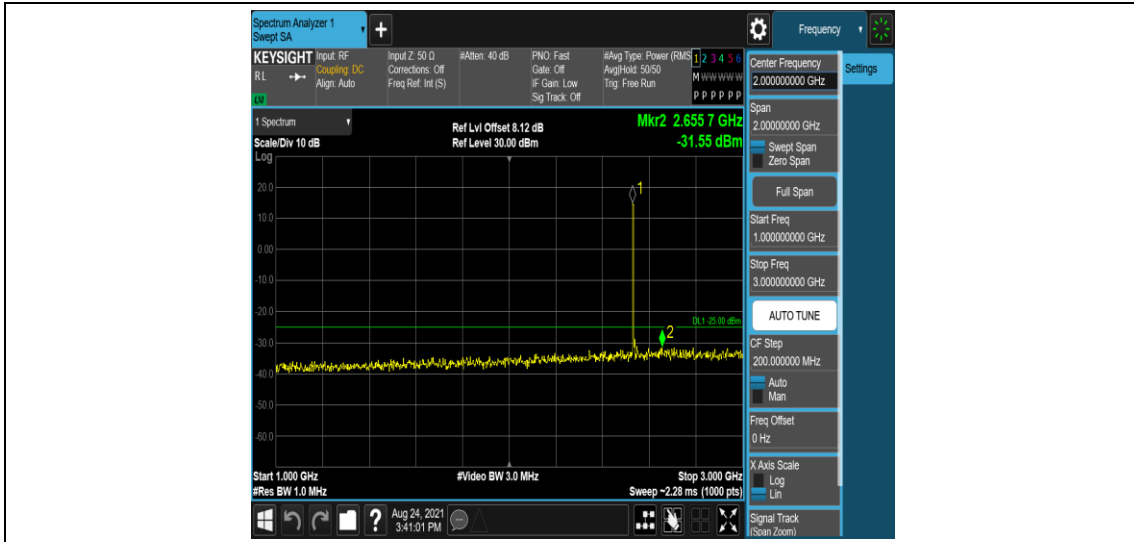 Spectrum Analyzer 1
Swept SA
+
Frequency
KEYSIGHT
RL
LXI
Input: RF
Coupling: DC
Align: Auto
Input Z: 50 Ω
Corrections: Off
Freq Ref: Int (S)
#Atten: 40 dB
PNO: Fast
Gate: Off
IF Gain: Low
Sig Track: Off
#Avg Type: Power (RMS
Avg|Hold: 50/50
Trig: Free Run
1 2 3 4 5 6
M W W W W W
P P P P P P
1 Spectrum
Scale/Div 10 dB
Log
Ref Lvl Offset 8.12 dB
Ref Level 30.00 dBm
Mkr2 2.655 7 GHz
-31.55 dBm
20.0
10.0
0.00
-10.0
-20.0
-30.0
-40.0
-50.0
-60.0
1
DL1 -25.00 dBm
2
Start 1.000 GHz
#Res BW 1.0 MHz
#Video BW 3.0 MHz
Stop 3.000 GHz
Sweep ~2.28 ms (1000 pts)
Center Frequency
2.000000000 GHz
Settings
Span
2.00000000 GHz
Swept Span
Zero Span
Full Span
Start Freq
1.000000000 GHz
Stop Freq
3.000000000 GHz
AUTO TUNE
CF Step
200.000000 MHz
Auto
Man
Freq Offset
0 Hz
X Axis Scale
Log
Lin
Signal Track
(Span Zoom)
?
Aug 24, 2021
3:41:01 PM